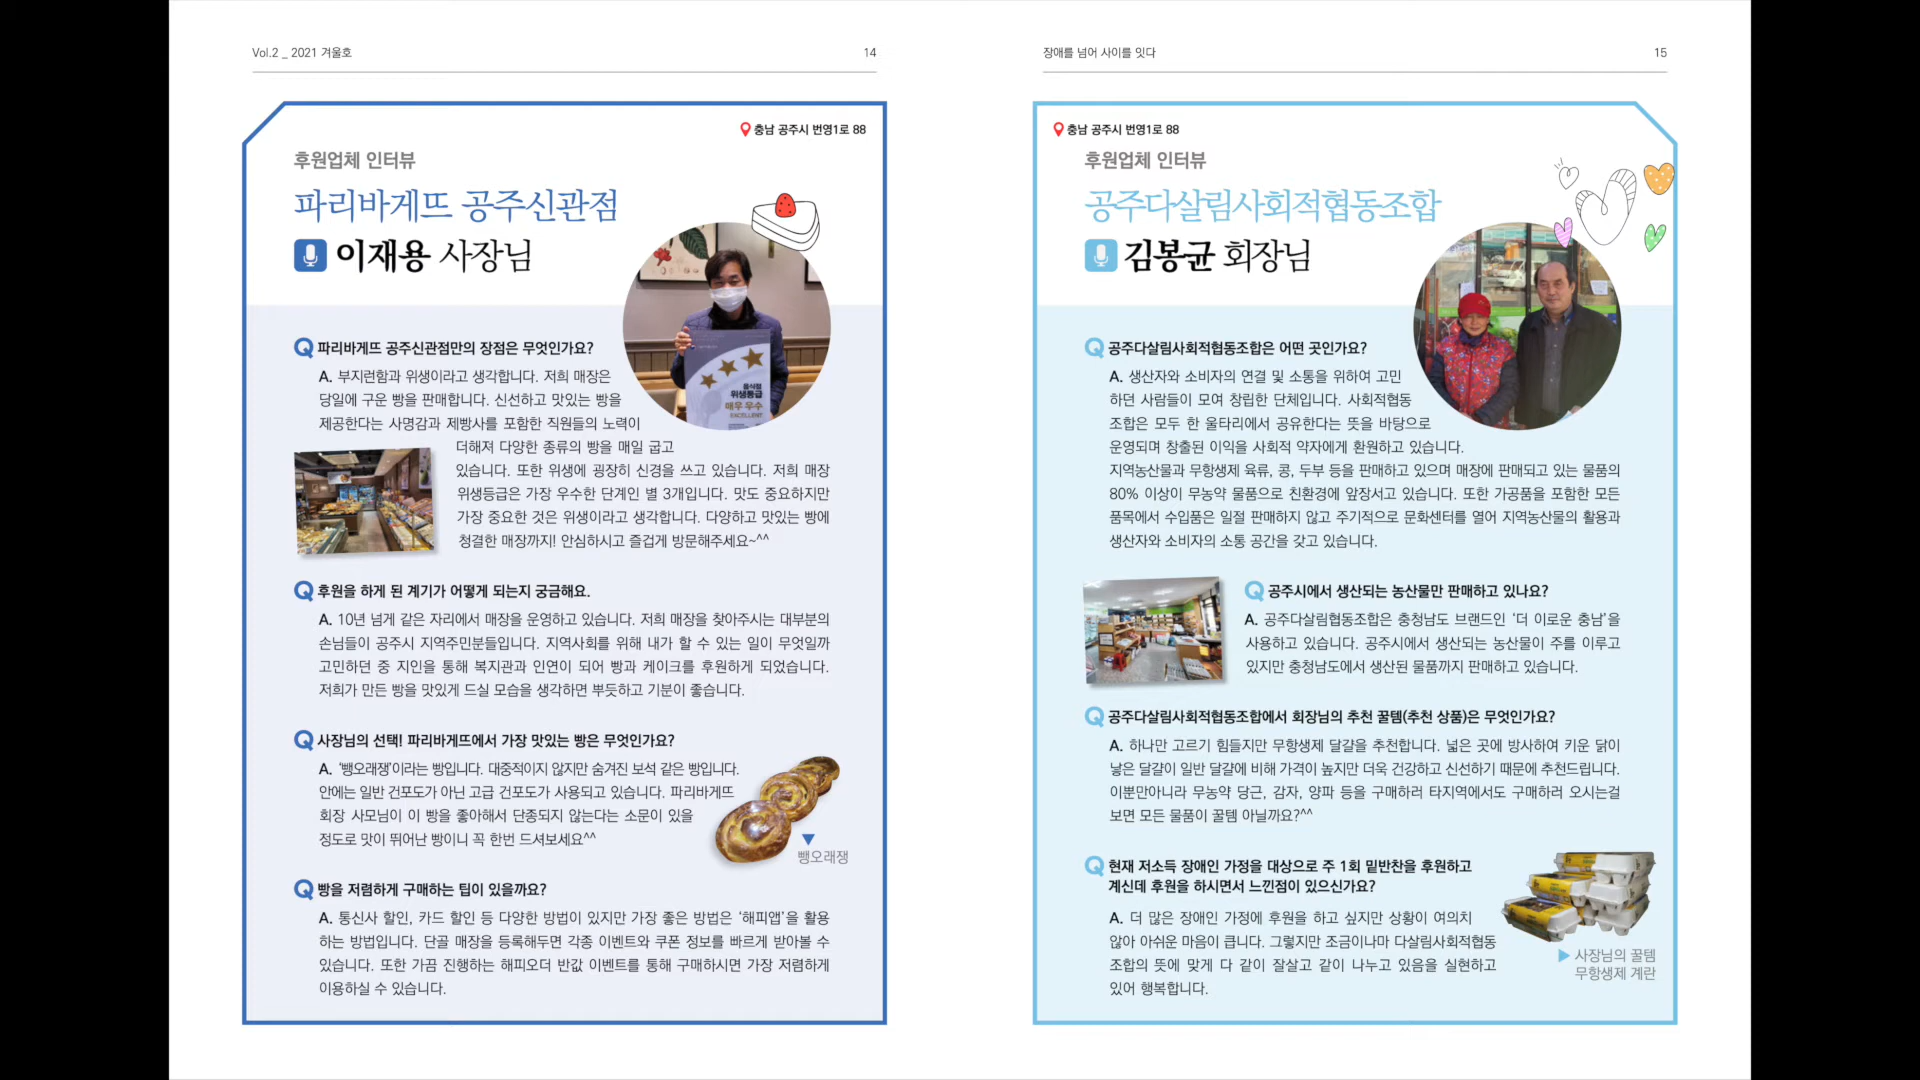 Vol.2 _ 2021 겨울호
14
충남 공주시 번영1로 88
후원업체 인터뷰
파리바게뜨 공주신관점
이재용 사장님
음식점
위생등급
매우 우수
EXCELLENT
Q 파리바게뜨 공주신관점만의 장점은 무엇인가요?
A. 부지런함과 위생이라고 생각합니다. 저희 매장은
당일에 구운 빵을 판매합니다. 신선하고 맛있는 빵을
제공한다는 사명감과 제빵사를 포함한 직원들의 노력이
더해져 다양한 종류의 빵을 매일 굽고
있습니다. 또한 위생에 굉장히 신경을 쓰고 있습니다. 저희 매장
위생등급은 가장 우수한 단계인 별 3개입니다. 맛도 중요하지만
가장 중요한 것은 위생이라고 생각합니다. 다양하고 맛있는 빵에
청결한 매장까지! 안심하시고 즐겁게 방문해주세요~^^
Q 후원을 하게 된 계기가 어떻게 되는지 궁금해요.
A. 10년 넘게 같은 자리에서 매장을 운영하고 있습니다. 저희 매장을 찾아주시는 대부분의
손님들이 공주시 지역주민분들입니다. 지역사회를 위해 내가 할 수 있는 일이 무엇일까
고민하던 중 지인을 통해 복지관과 인연이 되어 빵과 케이크를 후원하게 되었습니다.
저희가 만든 빵을 맛있게 드실 모습을 생각하면 뿌듯하고 기분이 좋습니다.
Q 사장님의 선택! 파리바게뜨에서 가장 맛있는 빵은 무엇인가요?
A. ‘뺑오래쟁’이라는 빵입니다. 대중적이지 않지만 숨겨진 보석 같은 빵입니다.
안에는 일반 건포도가 아닌 고급 건포도가 사용되고 있습니다. 파리바게뜨
회장 사모님이 이 빵을 좋아해서 단종되지 않는다는 소문이 있을
정도로 맛이 뛰어난 빵이니 꼭 한번 드셔보세요^^
▼
뺑오래쟁
Q 빵을 저렴하게 구매하는 팁이 있을까요?
A. 통신사 할인, 카드 할인 등 다양한 방법이 있지만 가장 좋은 방법은 ‘해피앱’을 활용
하는 방법입니다. 단골 매장을 등록해두면 각종 이벤트와 쿠폰 정보를 빠르게 받아볼 수
있습니다. 또한 가끔 진행하는 해피오더 반값 이벤트를 통해 구매하시면 가장 저렴하게
이용하실 수 있습니다.
장애를 넘어 사이를 잇다
15
충남 공주시 번영1로 88
후원업체 인터뷰
공주다살림사회적협동조합
김봉균 회장님
Q 공주다살림사회적협동조합은 어떤 곳인가요?
A. 생산자와 소비자의 연결 및 소통을 위하여 고민
하던 사람들이 모여 창립한 단체입니다. 사회적협동
조합은 모두 한 울타리에서 공유한다는 뜻을 바탕으로
운영되며 창출된 이익을 사회적 약자에게 환원하고 있습니다.
지역농산물과 무항생제 육류, 콩, 두부 등을 판매하고 있으며 매장에 판매되고 있는 물품의
80% 이상이 무농약 물품으로 친환경에 앞장서고 있습니다. 또한 가공품을 포함한 모든
품목에서 수입품은 일절 판매하지 않고 주기적으로 문화센터를 열어 지역농산물의 활용과
생산자와 소비자의 소통 공간을 갖고 있습니다.
Q 공주시에서 생산되는 농산물만 판매하고 있나요?
A. 공주다살림협동조합은 충청남도 브랜드인 ‘더 이로운 충남’을
사용하고 있습니다. 공주시에서 생산되는 농산물이 주를 이루고
있지만 충청남도에서 생산된 물품까지 판매하고 있습니다.
Q 공주다살림사회적협동조합에서 회장님의 추천 꿀템(추천 상품)은 무엇인가요?
A. 하나만 고르기 힘들지만 무항생제 달걀을 추천합니다. 넓은 곳에 방사하여 키운 닭이
낳은 달걀이 일반 달걀에 비해 가격이 높지만 더욱 건강하고 신선하기 때문에 추천드립니다.
이뿐만아니라 무농약 당근, 감자, 양파 등을 구매하러 타지역에서도 구매하러 오시는걸
보면 모든 물품이 꿀템 아닐까요?^^
Q 현재 저소득 장애인 가정을 대상으로 주 1회 밑반찬을 후원하고
계신데 후원을 하시면서 느낀점이 있으신가요?
A. 더 많은 장애인 가정에 후원을 하고 싶지만 상황이 여의치
않아 아쉬운 마음이 큽니다. 그렇지만 조금이나마 다살림사회적협동
조합의 뜻에 맞게 다 같이 잘살고 같이 나누고 있음을 실현하고
있어 행복합니다.
▶ 사장님의 꿀템
무항생제 계란